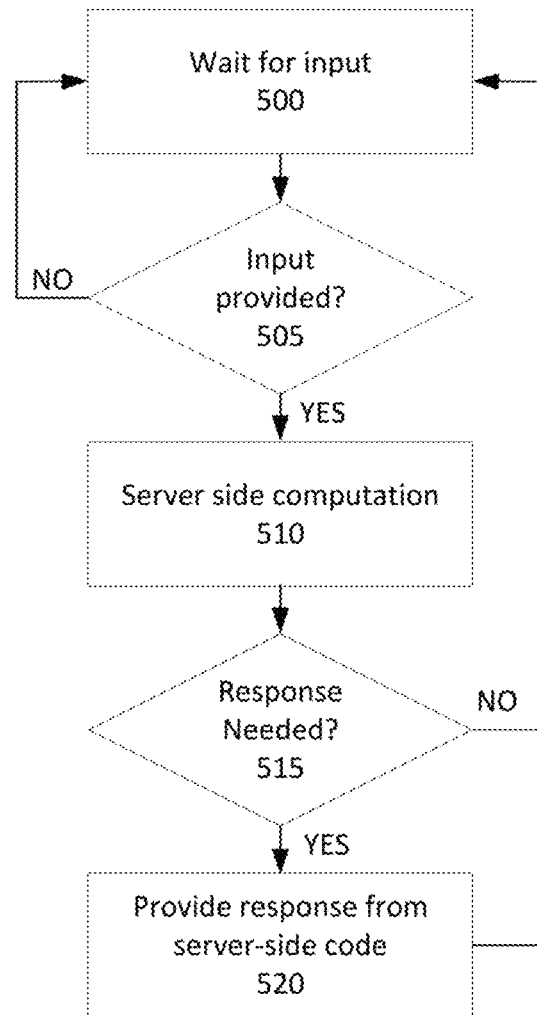 Wait for input
500
Input
provided?
505
NO
YES
Server side computation
510
Response
Needed?
515
NO
YES
Provide response from
server-side code
520